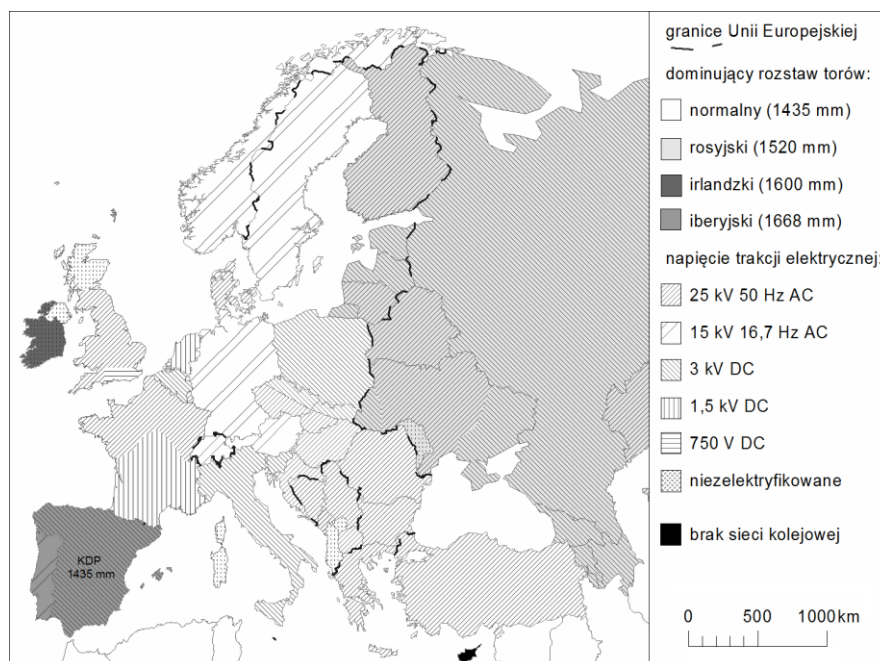 granice Unii Europejskiej
dominujący rozstaw torów:
normalny (1435 mm)
rosyjski (1520 mm)
irlandzki (1600 mm)
iberyjski (1668 mm)
napięcie trakcji elektrycznej:
25 kV 50 Hz AC
15 kV 16,7 Hz AC
3 kV DC
1,5 kV DC
750 V DC
niezelektryfikowane
brak sieci kolejowej
0 500 1000 km
KDP
1435 mm